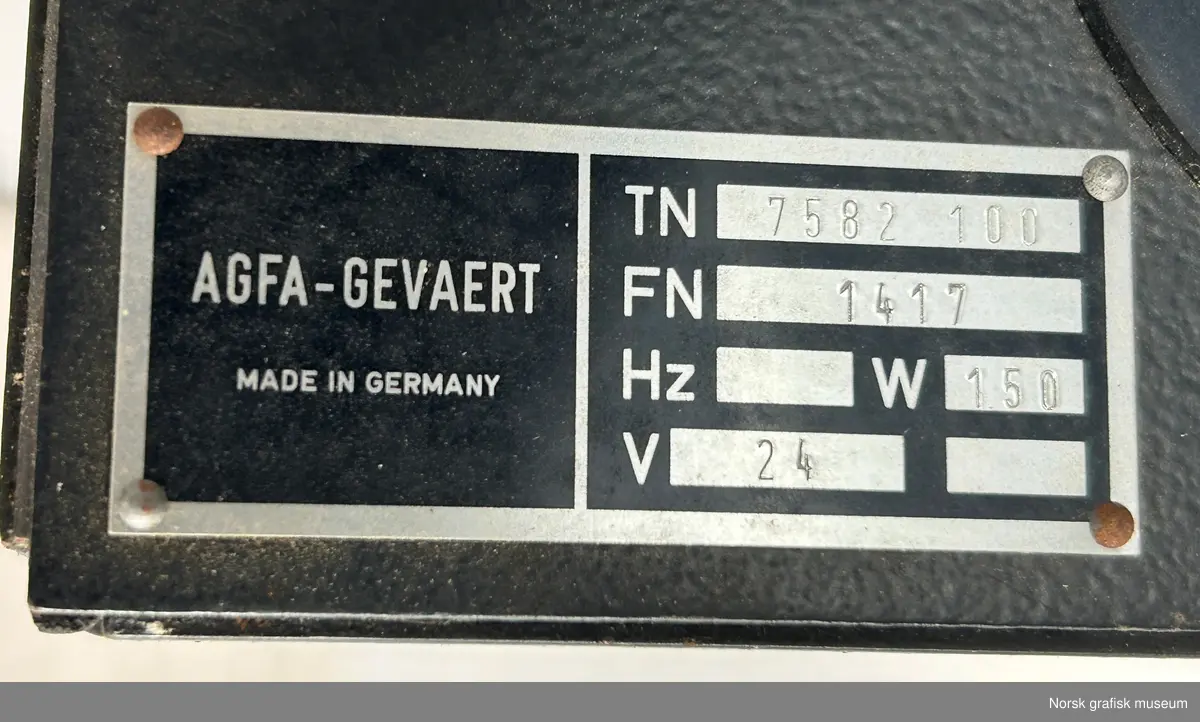 AGFA-GEVAERT
MADE IN GERMANY
TN 7582 100
FN 1417
Hz W 150
V 24
Norsk grafisk museum